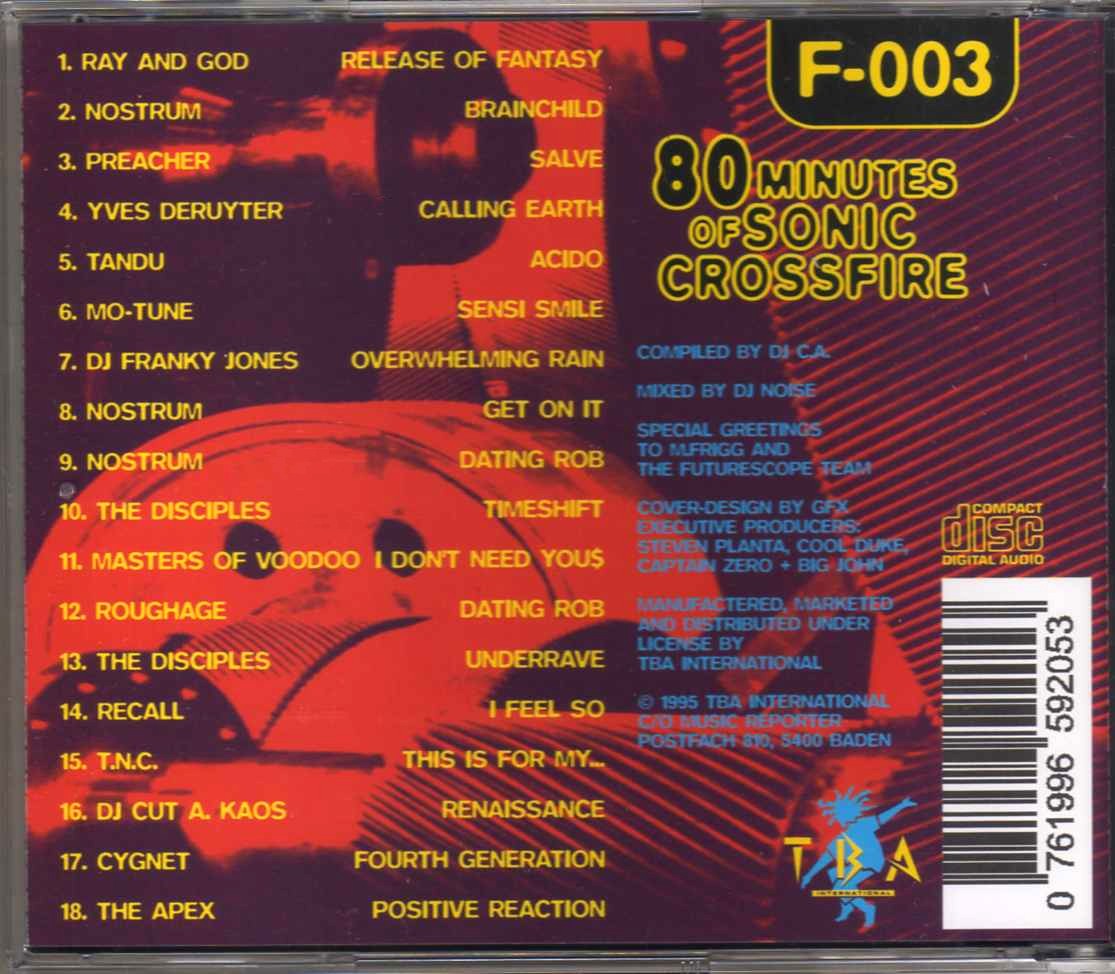 1. RAY AND GOD RELEASE OF FANTASY
2. NOSTRUM BRAINCHILD
3. PREACHER SALVE
4. YVES DERUYTER CALLING EARTH
5. TANDU ACIDO
6. MO-TUNE SENSI SMILE
7. DJ FRANKY JONES OVERWHELMING RAIN
8. NOSTRUM GET ON IT
9. NOSTRUM DATING ROB
10. THE DISCIPLES TIMESHIFT
11. MASTERS OF VOODOO I DON'T NEED YOU$
12. ROUGHAGE DATING ROB
13. THE DISCIPLES UNDERRAVE
14. RECALL I FEEL SO
15. T.N.C. THIS IS FOR MY...
16. DJ CUT A. KAOS RENAISSANCE
17. CYGNET FOURTH GENERATION
18. THE APEX POSITIVE REACTION
F-003
80 MINUTES
OF SONIC
CROSSFIRE
COMPILED BY DJ C.A.
MIXED BY DJ NOISE
SPECIAL GREETINGS
TO M.FRIGG AND
THE FUTURESCOPE TEAM
COVER-DESIGN BY GFX
EXECUTIVE PRODUCERS:
STEVEN PLANTA, COOL DUKE,
CAPTAIN ZERO + BIG JOHN
MANUFACTERED, MARKETED
AND DISTRIBUTED UNDER
LICENSE BY
TBA INTERNATIONAL
© 1995 TBA INTERNATIONAL
C/O MUSIC REPORTER
POSTFACH 810, 5400 BADEN
COMPACT
disc
DIGITAL AUDIO
TBA
INTERNATIONAL
0 761996 592053